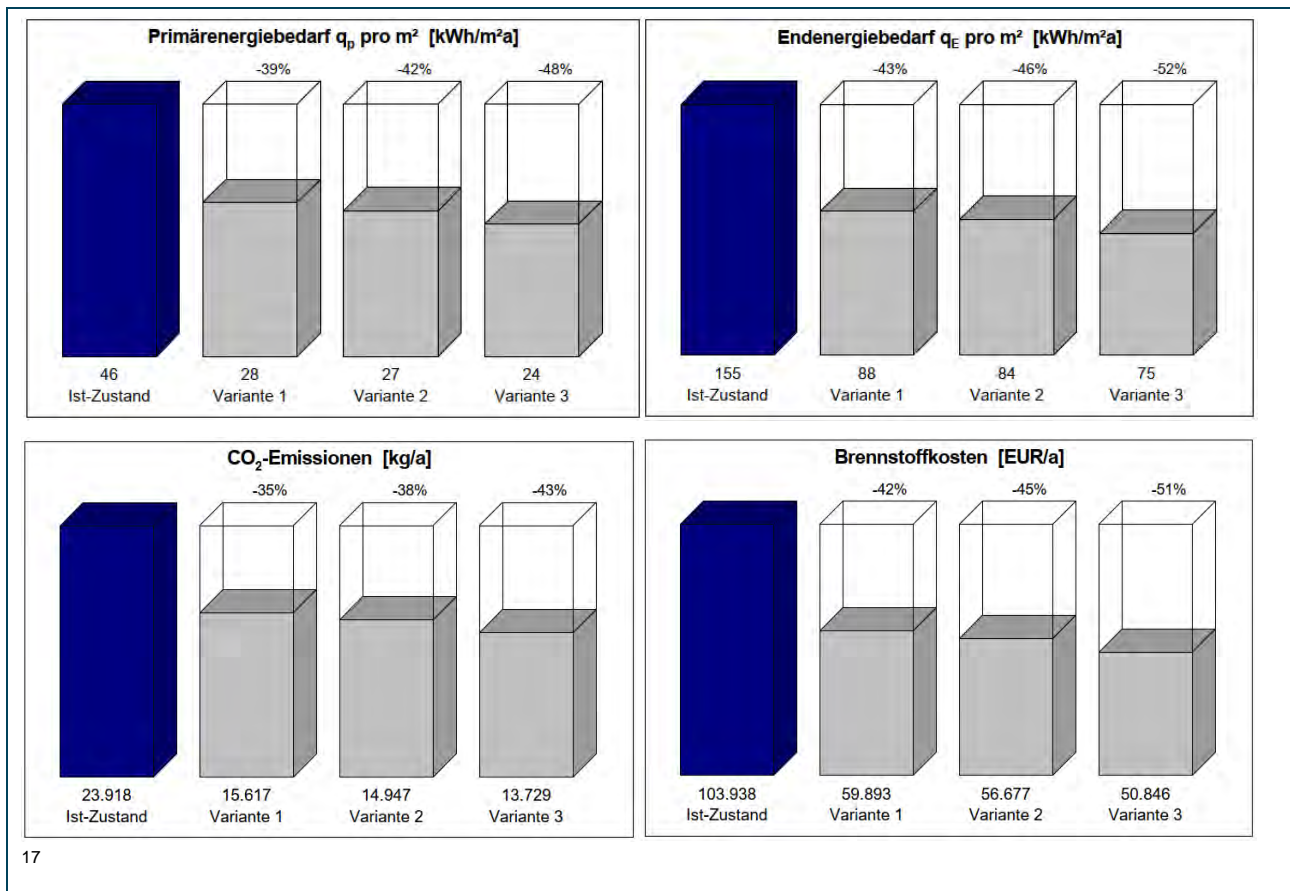 Primärenergiebedarf qp pro m² [kWh/m²a]
-39% -42% -48%
46 28 27 24
Ist-Zustand Variante 1 Variante 2 Variante 3
Endenergiebedarf qE pro m² [kWh/m²a]
-43% -46% -52%
155 88 84 75
Ist-Zustand Variante 1 Variante 2 Variante 3
CO₂-Emissionen [kg/a]
-35% -38% -43%
23.918 15.617 14.947 13.729
Ist-Zustand Variante 1 Variante 2 Variante 3
Brennstoffkosten [EUR/a]
-42% -45% -51%
103.938 59.893 56.677 50.846
Ist-Zustand Variante 1 Variante 2 Variante 3
17